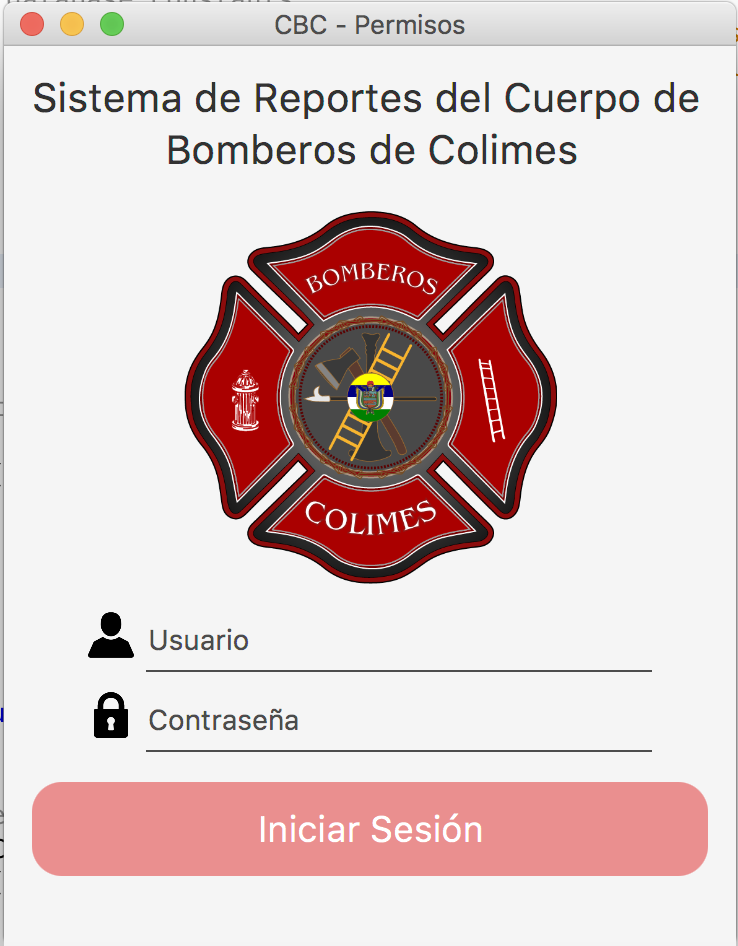 CBC - Permisos
Sistema de Reportes del Cuerpo de
Bomberos de Colimes
BOMBEROS
COLIMES
Usuario
Contraseña
Iniciar Sesión